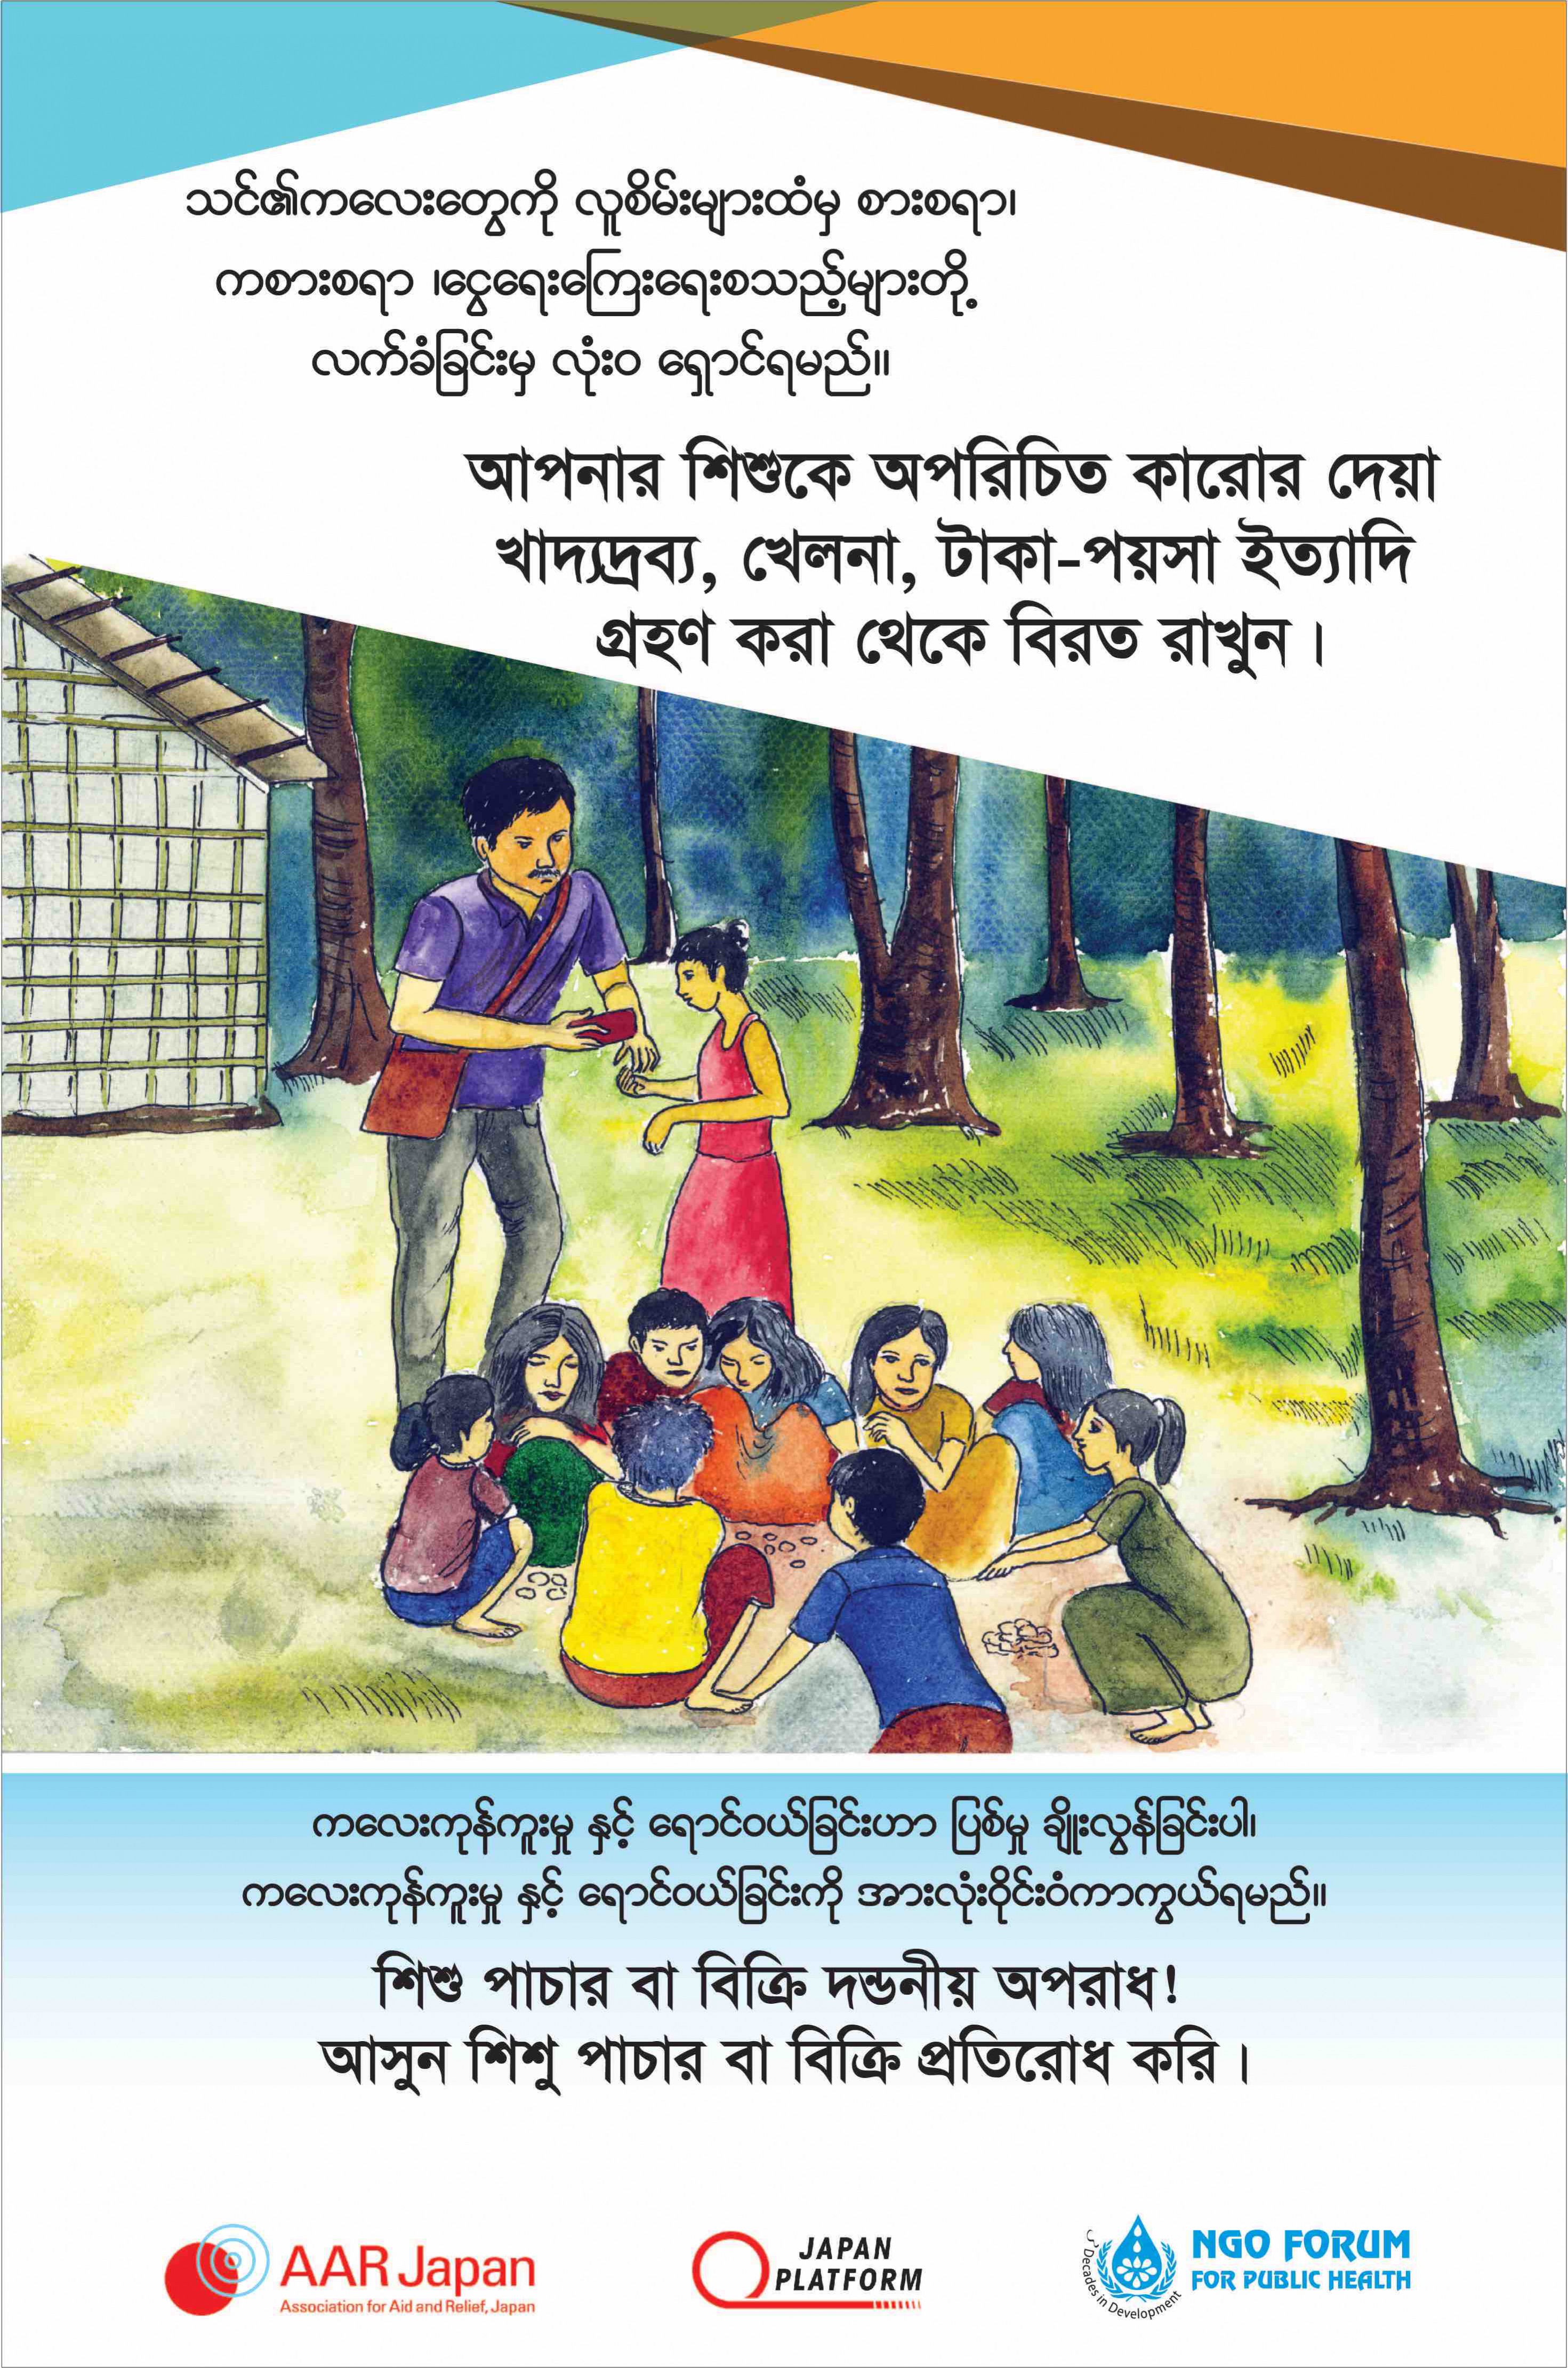 သင်၏ကလေးတွေကို လူစိမ်းများထံမှ စားစရာ၊
ကစားစရာ ၊ငွေရေးကြေးရေးစသည့်များတို့
လက်ခံခြင်းမှ လုံးဝ ရှောင်ရမည်။
আপনার শিশুকে অপরিচিত কারোর দেয়া
খাদ্যদ্রব্য, খেলনা, টাকা-পয়সা ইত্যাদি
গ্রহণ করা থেকে বিরত রাখুন।
ကလေးကုန်ကူးမှု နှင့် ရောင်ဝယ်ခြင်းဟာ ပြစ်မှု ချိုးလွန်ခြင်းပါ၊
ကလေးကုန်ကူးမှု နှင့် ရောင်ဝယ်ခြင်းကို အားလုံးဝိုင်းဝံကာကွယ်ရမည်။
শিশু পাচার বা বিক্রি দন্ডনীয় অপরাধ!
আসুন শিশু পাচার বা বিক্রি প্রতিরোধ করি।
AAR Japan
Association for Aid and Relief, Japan
JAPAN
PLATFORM
Decades in Development
NGO FORUM
FOR PUBLIC HEALTH